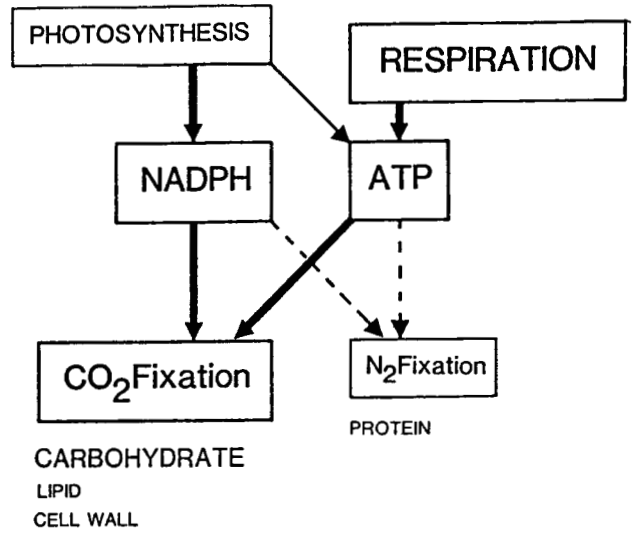 PHOTOSYNTHESIS
RESPIRATION
NADPH
ATP
CO₂Fixation
N₂Fixation
PROTEIN
CARBOHYDRATE
LIPID
CELL WALL